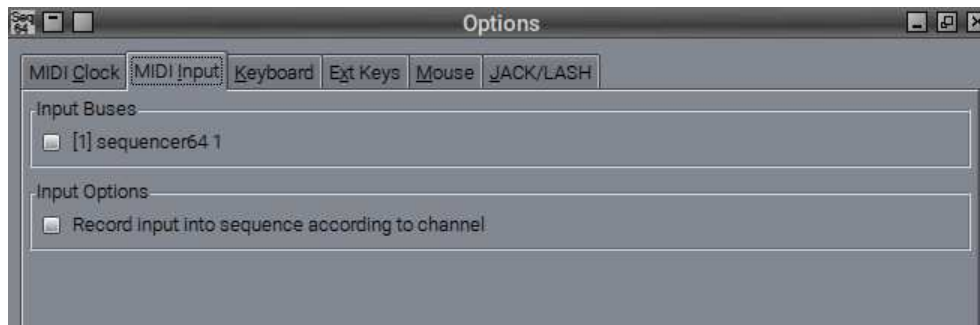 Seq
64
Options
MIDI Clock MIDI Input Keyboard Ext Keys Mouse JACK/LASH
Input Buses
[1] sequencer64 1
Input Options
Record input into sequence according to channel